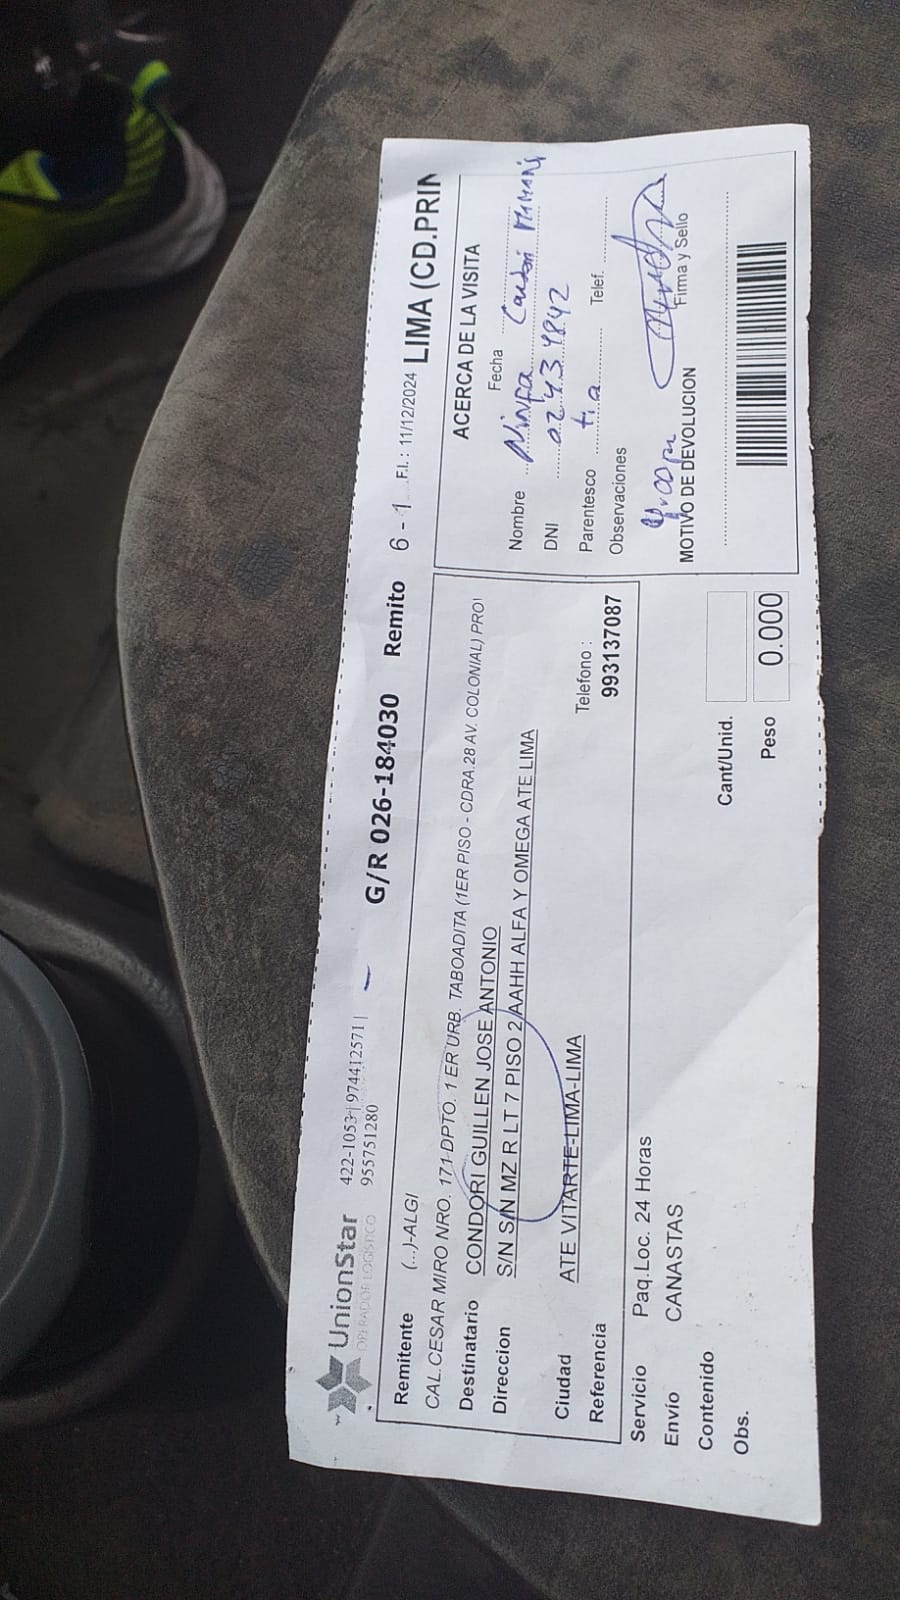 UnionStar
OPERADOR LOGISTICO
422-1053 | 974412571 |
955751280
G/R 026-184030 Remito 6 - 1 F.I. : 11/12/2024 LIMA (CD.PRIN
Remitente (...)-ALGI
CAL.CESAR MIRO NRO. 171-DPTO. 1 ER URB. TABOADITA (1ER PISO - CDRA.28 AV. COLONIAL) PRO
Destinatario CONDORI GUILLEN JOSE ANTONIO
Direccion S/N S/N MZ R LT 7 PISO 2 AAHH ALFA Y OMEGA ATE LIMA
Ciudad ATE VITARTE-LIMA-LIMA
Referencia
Telefono :
993137087
Servicio Paq.Loc. 24 Horas
Envío CANASTAS
Contenido
Obs.
Cant/Unid.
Peso 0.000
ACERCA DE LA VISITA
Fecha
Nombre Ninfa Condori Mamani
DNI
Parentesco tia Telef.
Observaciones
Firma y Sello
MOTIVO DE DEVOLUCION